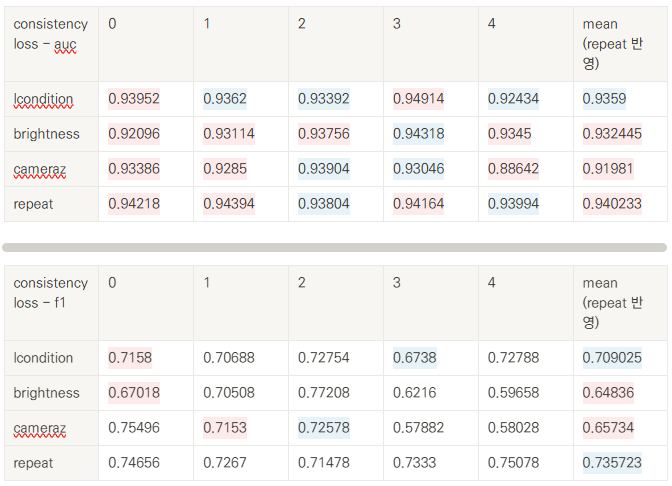 consistency loss – auc 0 1 2 3 4 mean (repeat 반영)
lcondition 0.93952 0.9362 0.93392 0.94914 0.92434 0.9359
brightness 0.92096 0.93114 0.93756 0.94318 0.9345 0.932445
cameraz 0.93386 0.9285 0.93904 0.93046 0.88642 0.91981
repeat 0.94218 0.94394 0.93804 0.94164 0.93994 0.940233
consistency loss – f1 0 1 2 3 4 mean (repeat 반영)
lcondition 0.7158 0.70688 0.72754 0.6738 0.72788 0.709025
brightness 0.67018 0.70508 0.77208 0.6216 0.59658 0.64836
cameraz 0.75496 0.7153 0.72578 0.57882 0.58028 0.65734
repeat 0.74656 0.7267 0.71478 0.7333 0.75078 0.735723